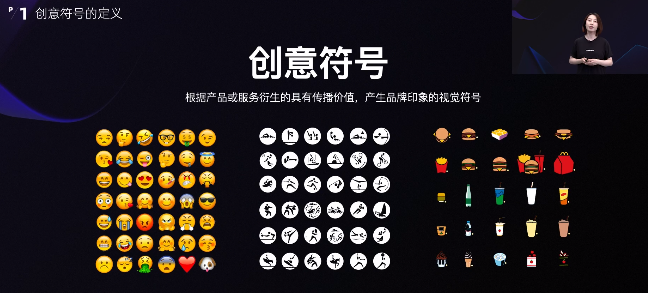 P1 创意符号的定义
创意符号
根据产品或服务衍生的具有传播价值，产生品牌印象的视觉符号